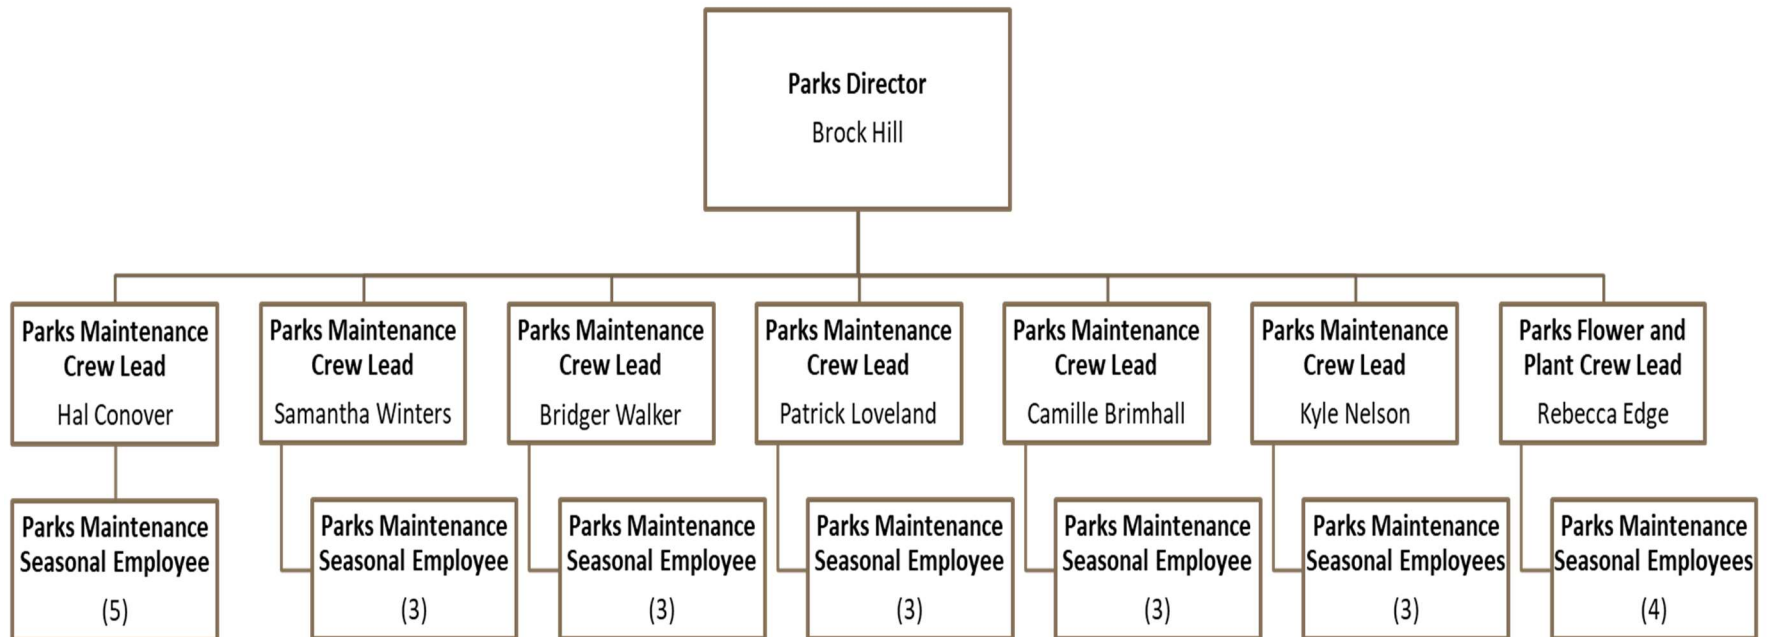 Parks Director
Brock Hill
Parks Maintenance
Crew Lead
Hal Conover
Parks Maintenance
Crew Lead
Samantha Winters
Parks Maintenance
Crew Lead
Bridger Walker
Parks Maintenance
Crew Lead
Patrick Loveland
Parks Maintenance
Crew Lead
Camille Brimhall
Parks Maintenance
Crew Lead
Kyle Nelson
Parks Flower and
Plant Crew Lead
Rebecca Edge
Parks Maintenance
Seasonal Employee
(5)
Parks Maintenance
Seasonal Employee
(3)
Parks Maintenance
Seasonal Employee
(3)
Parks Maintenance
Seasonal Employee
(3)
Parks Maintenance
Seasonal Employee
(3)
Parks Maintenance
Seasonal Employees
(3)
Parks Maintenance
Seasonal Employees
(4)